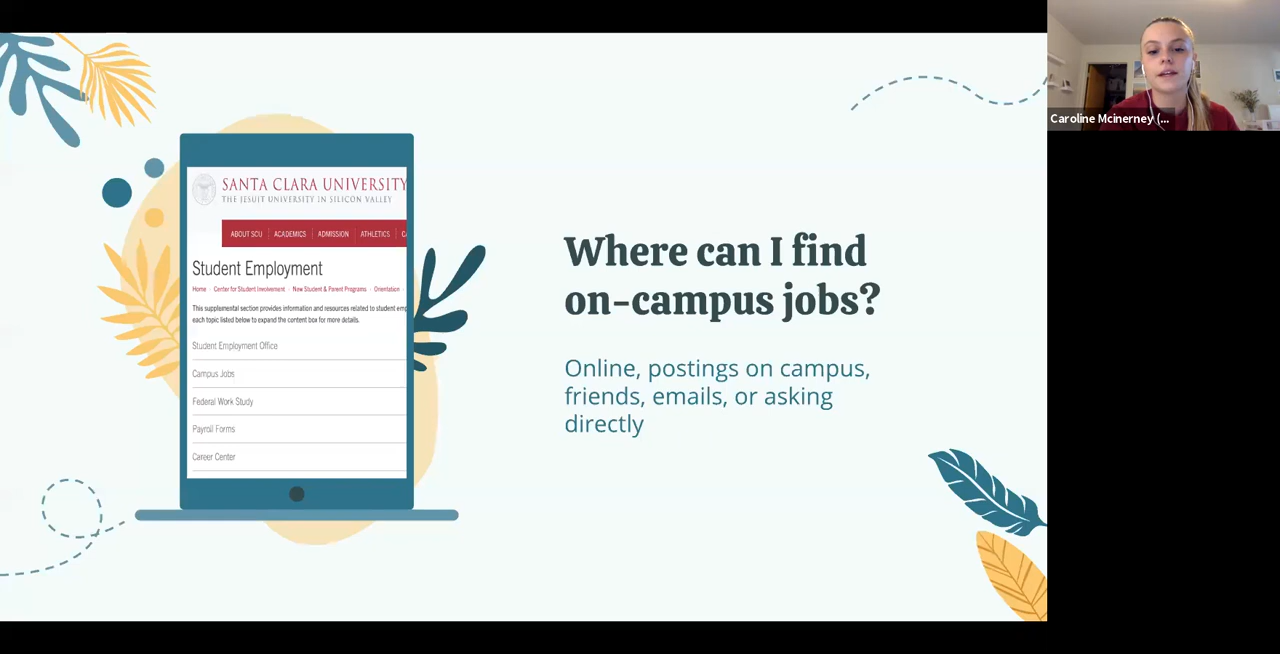 SANTA CLARA UNIVERSITY
THE JESUIT UNIVERSITY IN SILICON VALLEY
ABOUT SCU ACADEMICS ADMISSION ATHLETICS
Student Employment
Home · Center for Student Involvement · New Student & Parent Programs · Orientation ·
This supplemental section provides information and resources related to student emp
each topic listed below to expand the content box for more details.
Student Employment Office
Campus Jobs
Federal Work Study
Payroll Forms
Career Center
Where can I find
on-campus jobs?
Online, postings on campus,
friends, emails, or asking
directly
Caroline Mcinerney (...